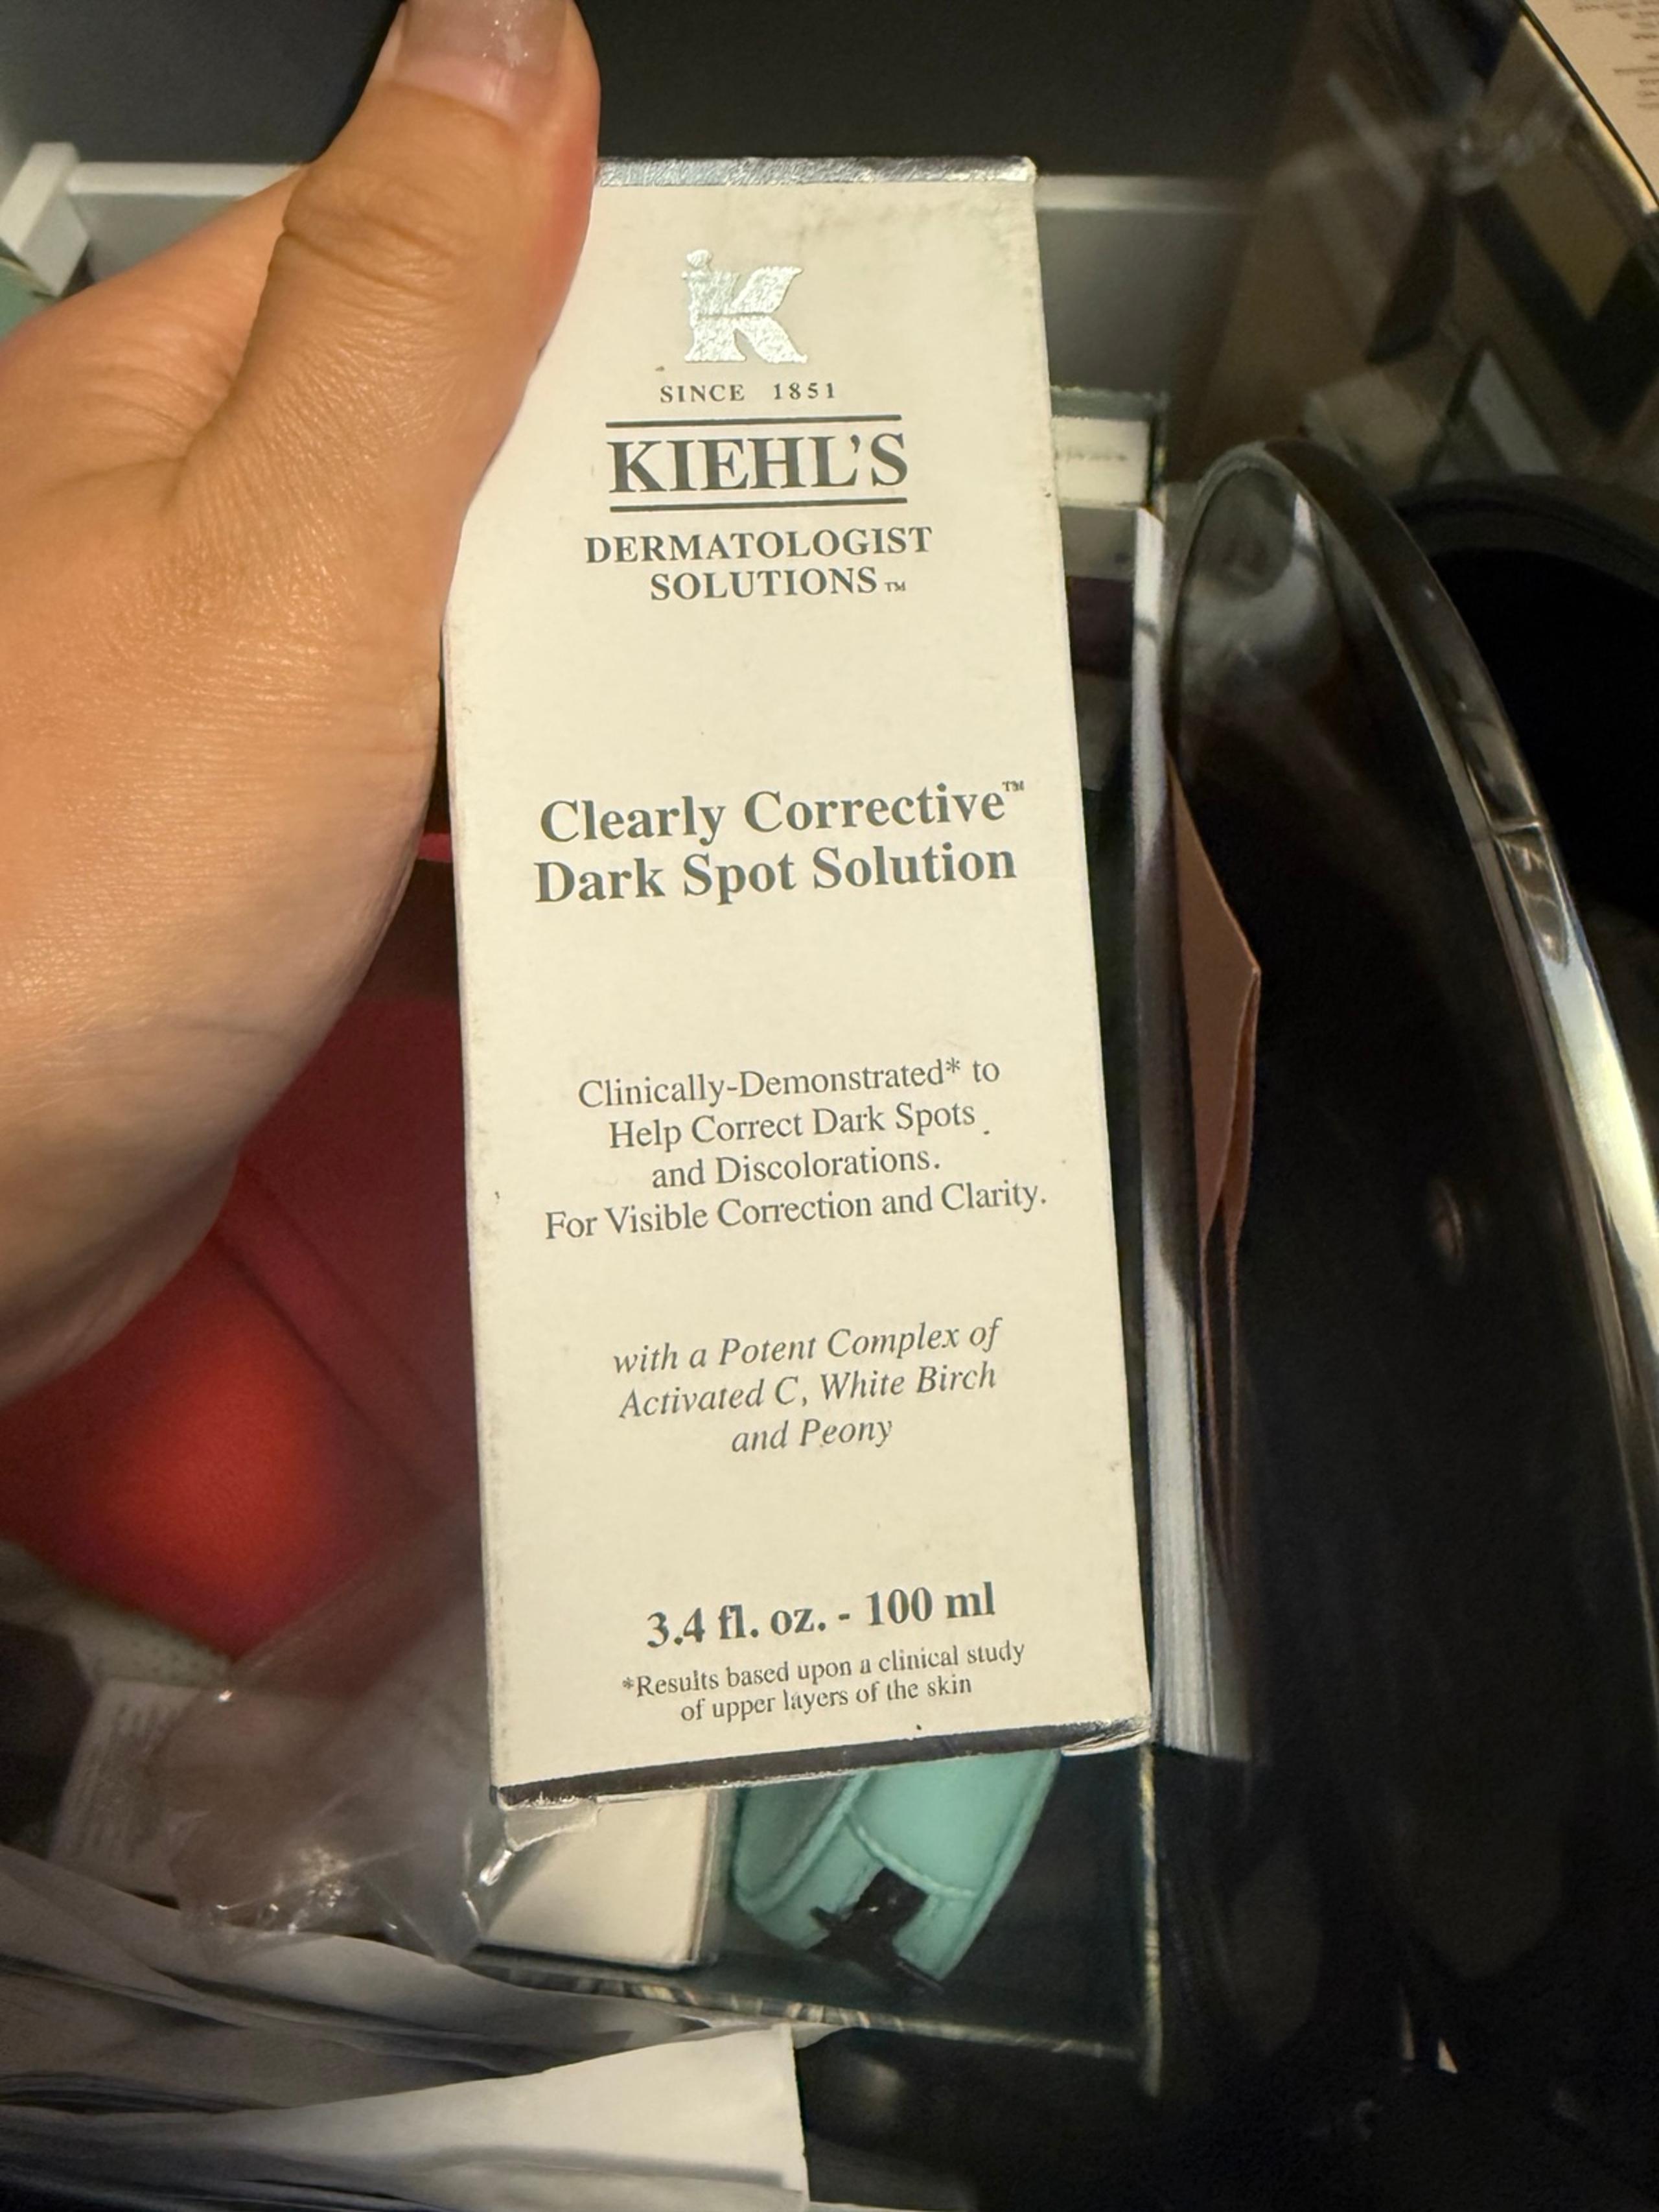 K
SINCE 1851
KIEHL'S
DERMATOLOGIST
SOLUTIONS™
Clearly Corrective™
Dark Spot Solution
Clinically-Demonstrated* to
Help Correct Dark Spots
and Discolorations.
For Visible Correction and Clarity.
with a Potent Complex of
Activated C, White Birch
and Peony
3.4 fl. oz. - 100 ml
*Results based upon a clinical study
of upper layers of the skin